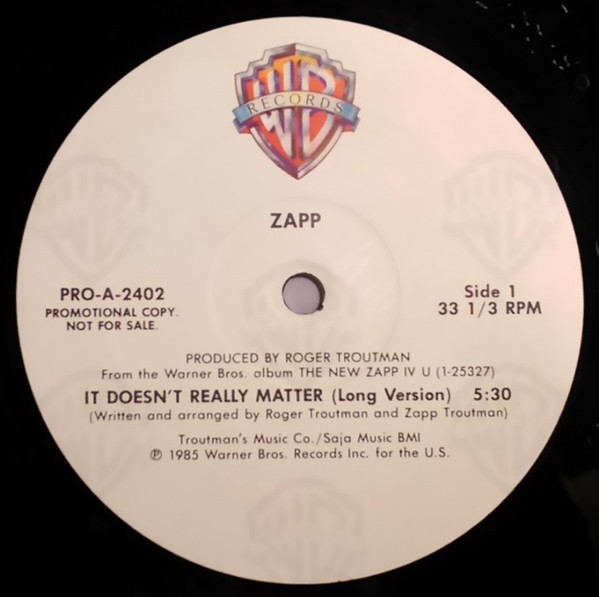 RECORDS
ZAPP
PRO-A-2402
PROMOTIONAL COPY.
NOT FOR SALE.
Side 1
33 1/3 RPM
PRODUCED BY ROGER TROUTMAN
From the Warner Bros. album THE NEW ZAPP IV U (1-25327)
IT DOESN'T REALLY MATTER (Long Version) 5:30
(Written and arranged by Roger Troutman and Zapp Troutman)
Troutman's Music Co./Saja Music BMI
℗ 1985 Warner Bros. Records Inc. for the U.S.